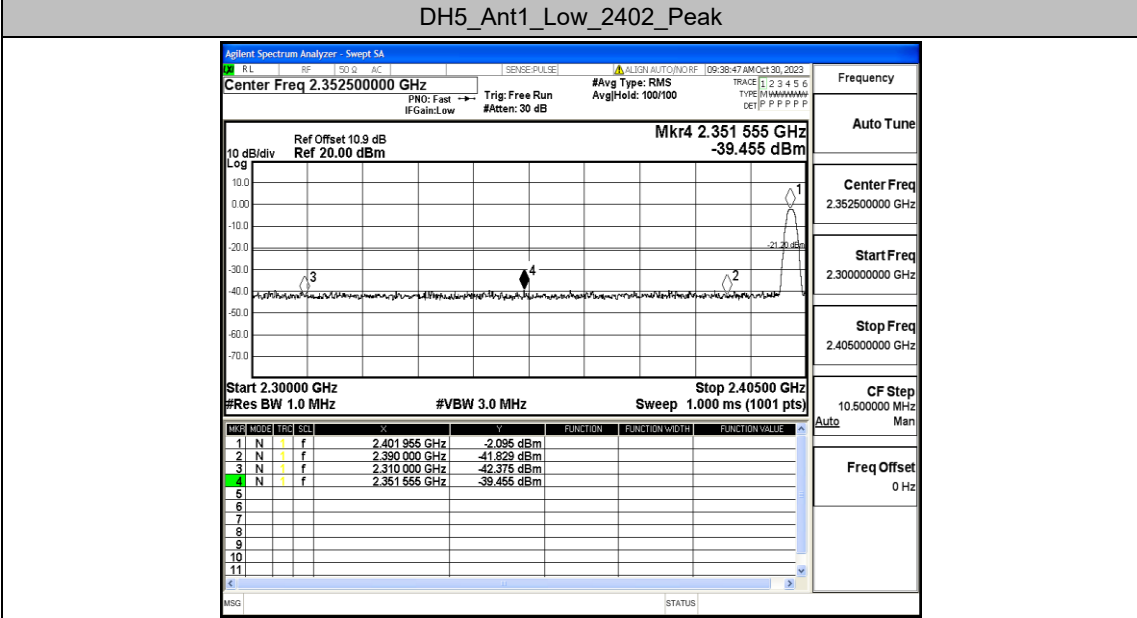 DH5_Ant1_Low_2402_Peak
Agilent Spectrum Analyzer - Swept SA
RL RF 50 Ω AC SENSE:PULSE ALIGN AUTO/NO RF 09:38:47 AM Oct 30, 2023
Center Freq 2.352500000 GHz
PNO: Fast
IFGain:Low
Trig: Free Run
#Atten: 30 dB
#Avg Type: RMS
Avg|Hold: 100/100
TRACE 1 2 3 4 5 6
TYPE M WWWWW
DET P P P P P P
Ref Offset 10.9 dB
10 dB/div Ref 20.00 dBm
Log
Mkr4 2.351 555 GHz
-39.455 dBm
10.0
0.00
-10.0
-20.0
-30.0
-40.0
-50.0
-60.0
-70.0
1
-21.20 dBm
3
4
2
Start 2.30000 GHz Stop 2.40500 GHz
#Res BW 1.0 MHz #VBW 3.0 MHz Sweep 1.000 ms (1001 pts)
MKR MODE TRC SCL X Y FUNCTION FUNCTION WIDTH FUNCTION VALUE
1 N 1 f 2.401 955 GHz -2.095 dBm
2 N 1 f 2.390 000 GHz -41.829 dBm
3 N 1 f 2.310 000 GHz -42.375 dBm
4 N 1 f 2.351 555 GHz -39.455 dBm
5
6
7
8
9
10
11
MSG STATUS
Frequency
Auto Tune
Center Freq
2.352500000 GHz
Start Freq
2.300000000 GHz
Stop Freq
2.405000000 GHz
CF Step
10.500000 MHz
Auto Man
Freq Offset
0 Hz